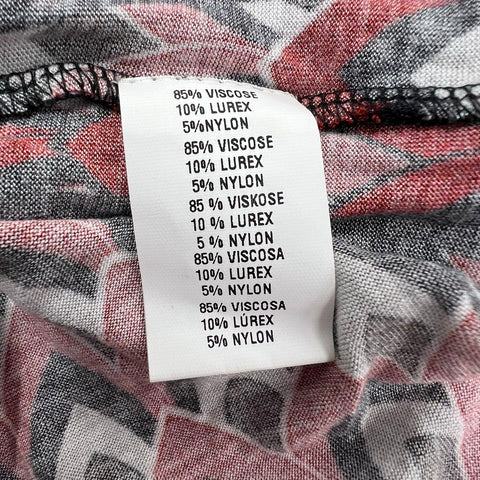 85% VISCOSE
10% LUREX
5%NYLON
85% VISCOSE
10% LUREX
5% NYLON
85 % VISKOSE
10 % LUREX
5 % NYLON
85% VISCOSA
10% LUREX
5% NYLON
85% VISCOSA
10% LÚREX
5% NYLON